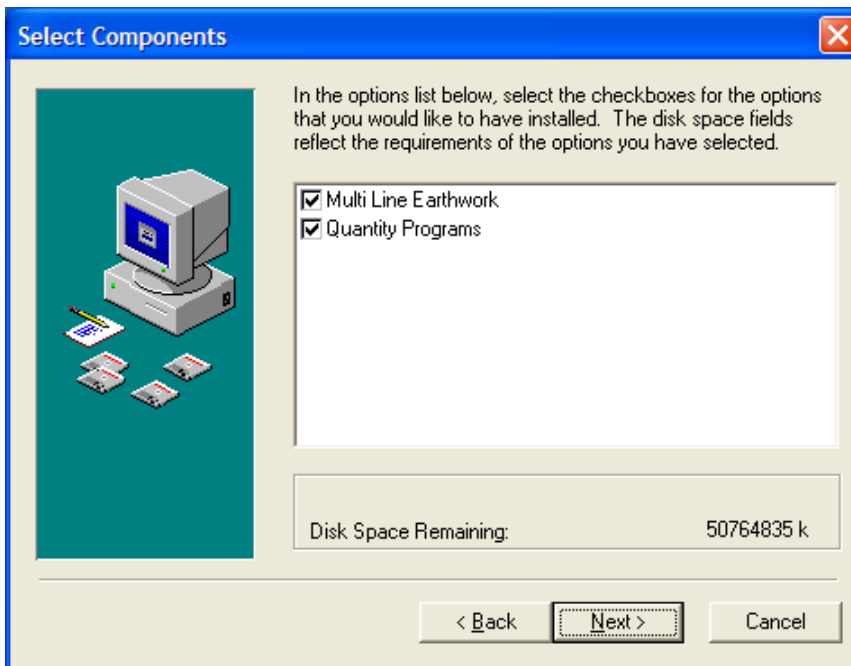 Select Components
In the options list below, select the checkboxes for the options
that you would like to have installed. The disk space fields
reflect the requirements of the options you have selected.
Multi Line Earthwork
Quantity Programs
Disk Space Remaining: 50764835 k
< Back Next > Cancel